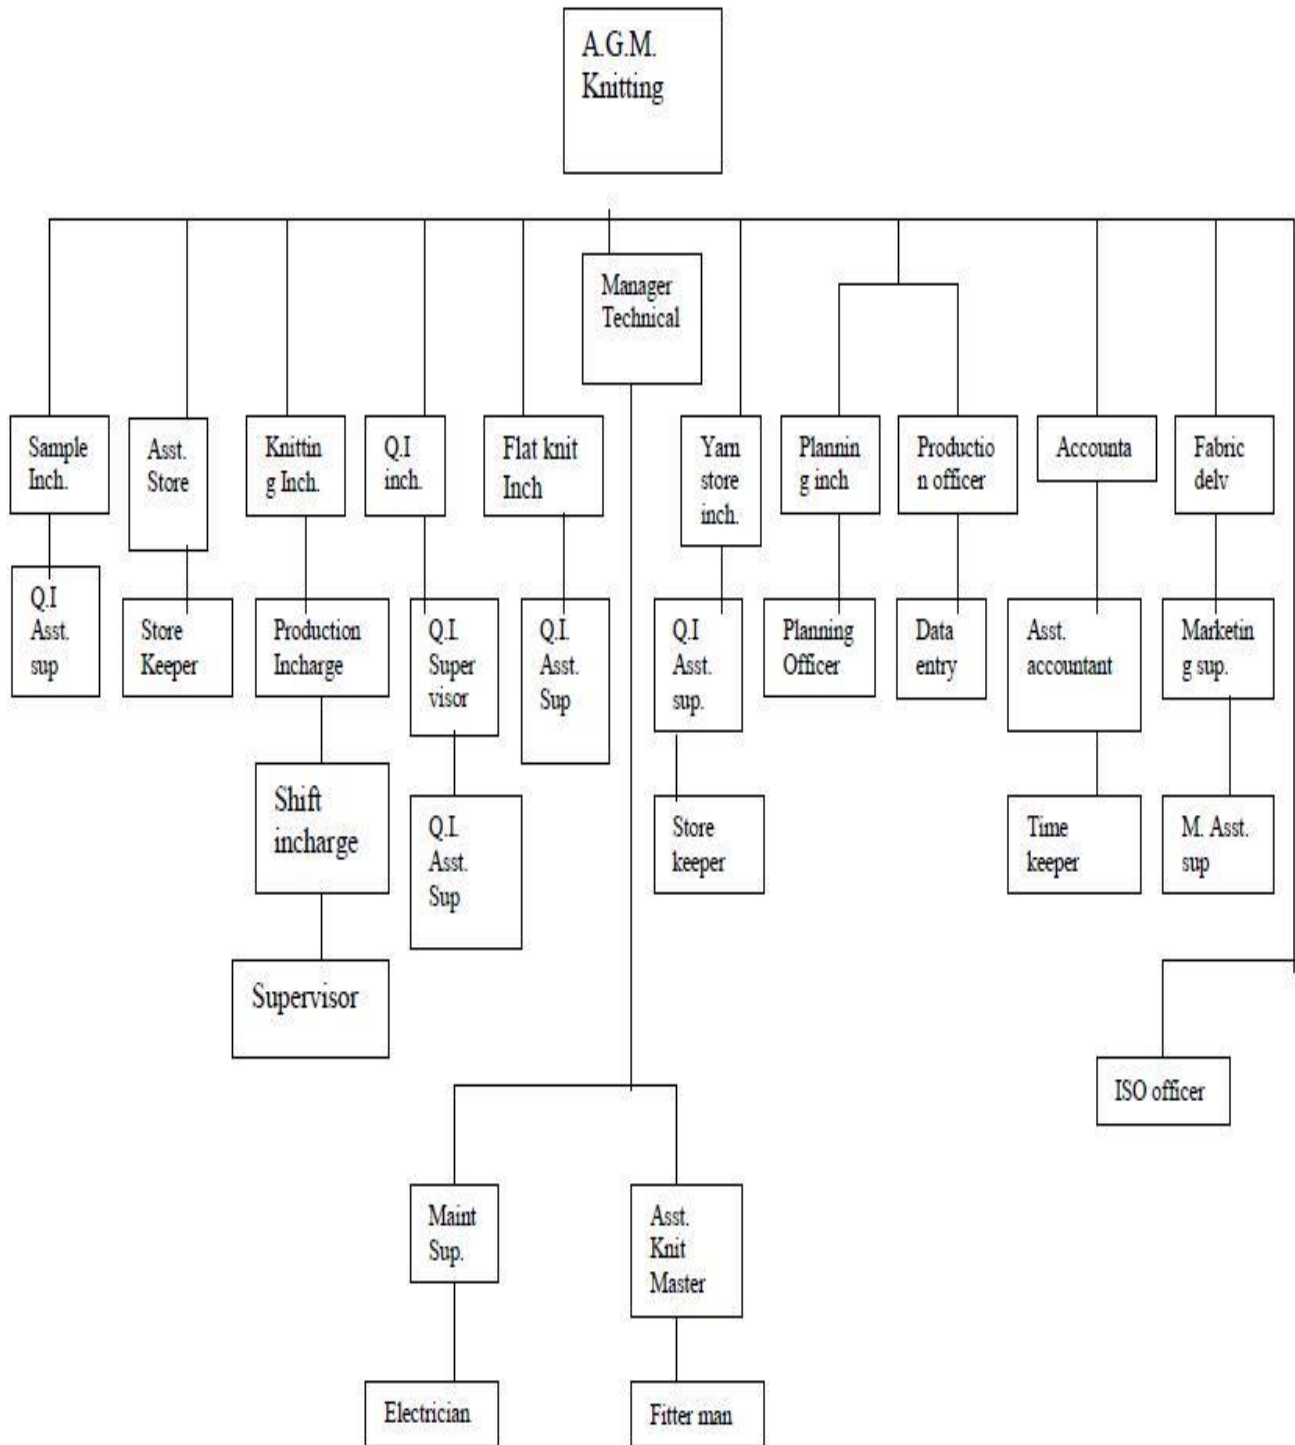 A.G.M.
Knitting
Manager
Technical
Sample
Inch.
Asst.
Store
Knittin
g Inch.
Q.I
inch.
Flat knit
Inch
Yarn
store
inch.
Plannin
g inch
Productio
n officer
Accounta
Fabric
delv
Q.I
Asst.
sup
Store
Keeper
Production
Incharge
Q.I.
Super
visor
Q.I.
Asst.
Sup
Q.I
Asst.
sup.
Planning
Officer
Data
entry
Asst.
accountant
Marketin
g sup.
Shift
incharge
Q.I.
Asst.
Sup
Store
keeper
Time
keeper
M. Asst.
sup
Supervisor
ISO officer
Maint
Sup.
Asst.
Knit
Master
Electrician
Fitter man